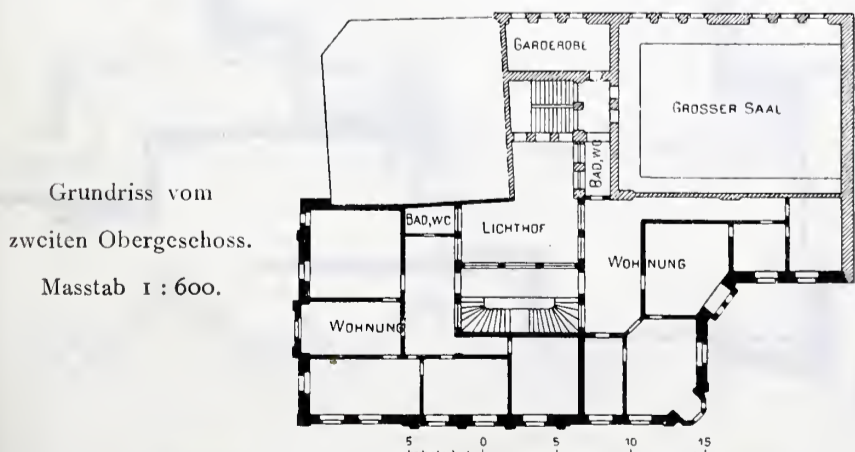 Grundriss vom
zweiten Obergeschoss.
Masstab 1 : 600.
GARDEROBE
GROSSER SAAL
BAD,WC
BAD,WC
LICHTHOF
WOHNUNG
WOHNUNG
5 0 5 10 15